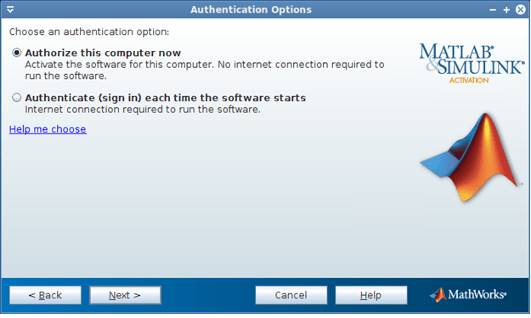 Authentication Options
Choose an authentication option:
Authorize this computer now
Activate the software for this computer. No internet connection required to
run the software.
Authenticate (sign in) each time the software starts
Internet connection required to run the software.
Help me choose
MATLAB®
&SIMULINK®
ACTIVATION
< Back
Next >
Cancel
Help
MathWorks®